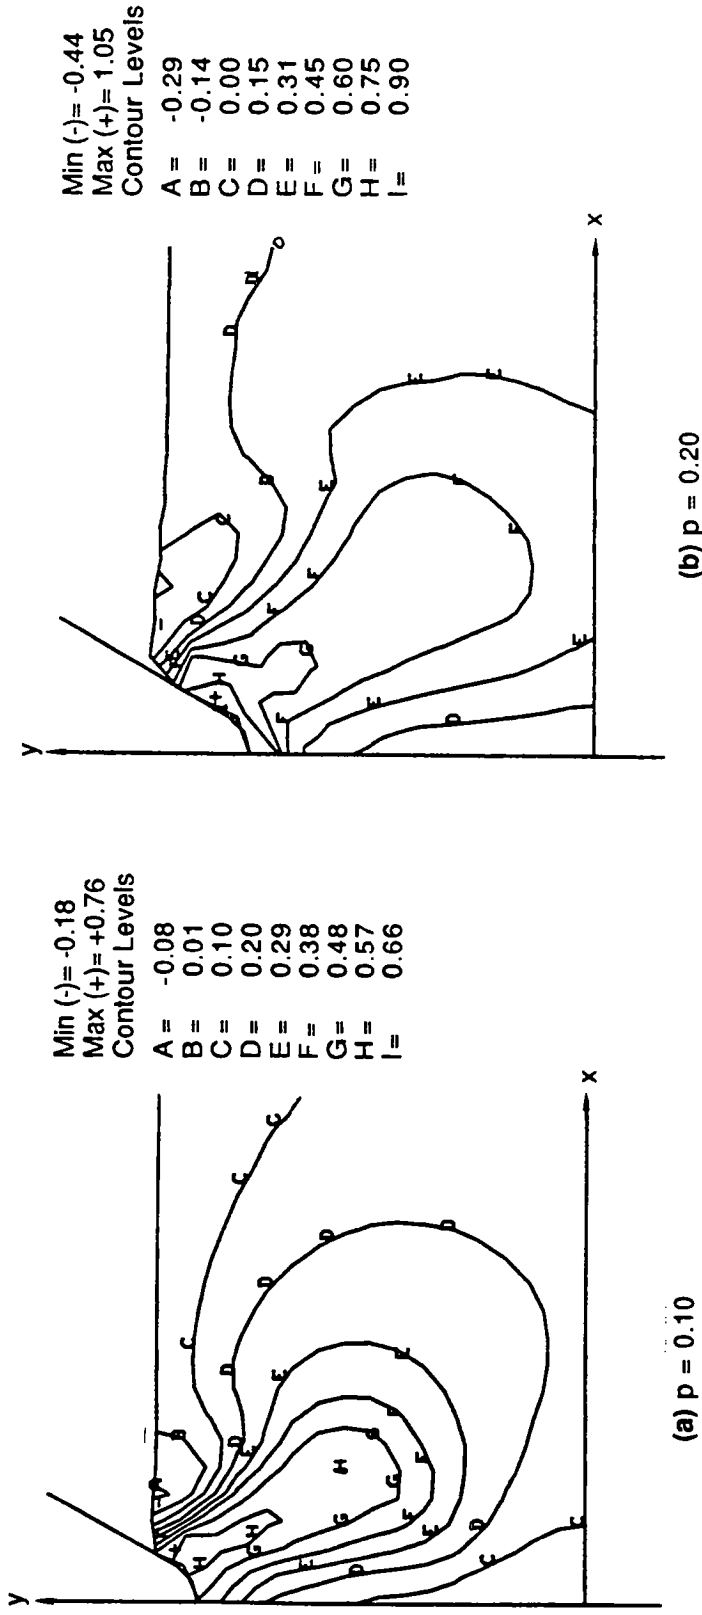 Min (-)= -0.18
Max (+)= +0.76
Contour Levels
A = -0.08
B = 0.01
C = 0.10
D = 0.20
E = 0.29
F = 0.38
G = 0.48
H = 0.57
I = 0.66
y
x
A
B
C
C
C
D
D
D
D
D
E
E
E
F
F
F
G
G
G
G
H
H
H
+
D
D
C
C
E
E
(a) p = 0.10
Min (-)= -0.44
Max (+)= 1.05
Contour Levels
A = -0.29
B = -0.14
C = 0.00
D = 0.15
E = 0.31
F = 0.45
G = 0.60
H = 0.75
I = 0.90
y
x
C
C
D
D
D
D
E
E
E
E
E
F
F
F
F
F
G
G
H
+
(b) p = 0.20